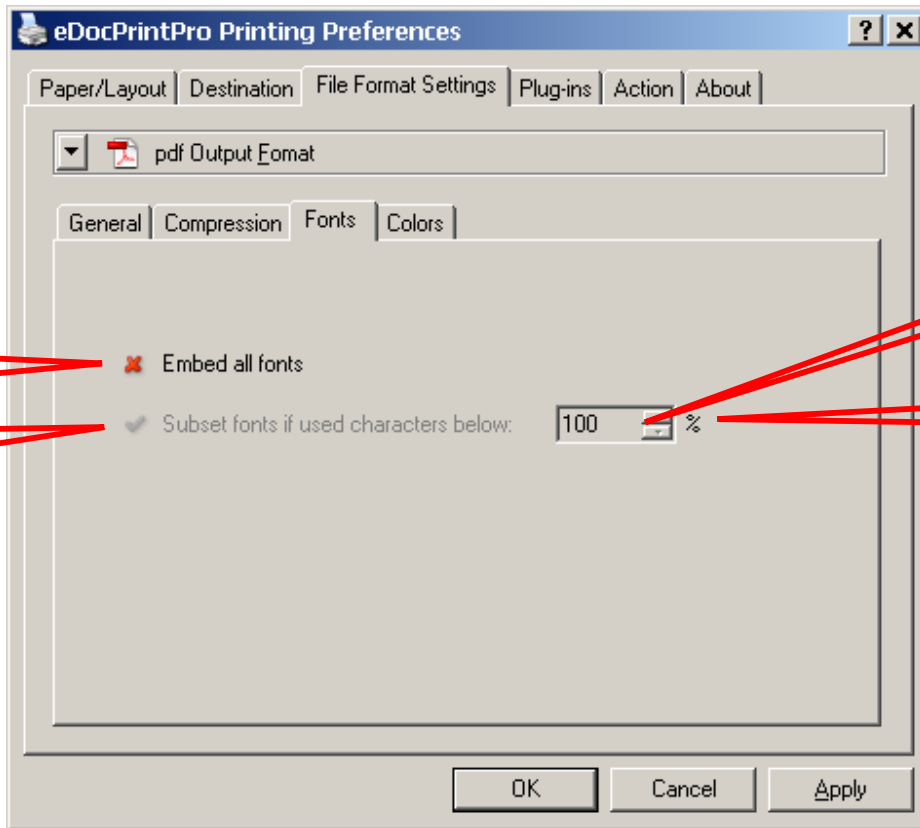 eDocPrintPro Printing Preferences
Paper/Layout Destination File Format Settings Plug-ins Action About
pdf Output Fomat
General Compression Fonts Colors
Embed all fonts
Subset fonts if used characters below: 100 %
OK Cancel Apply